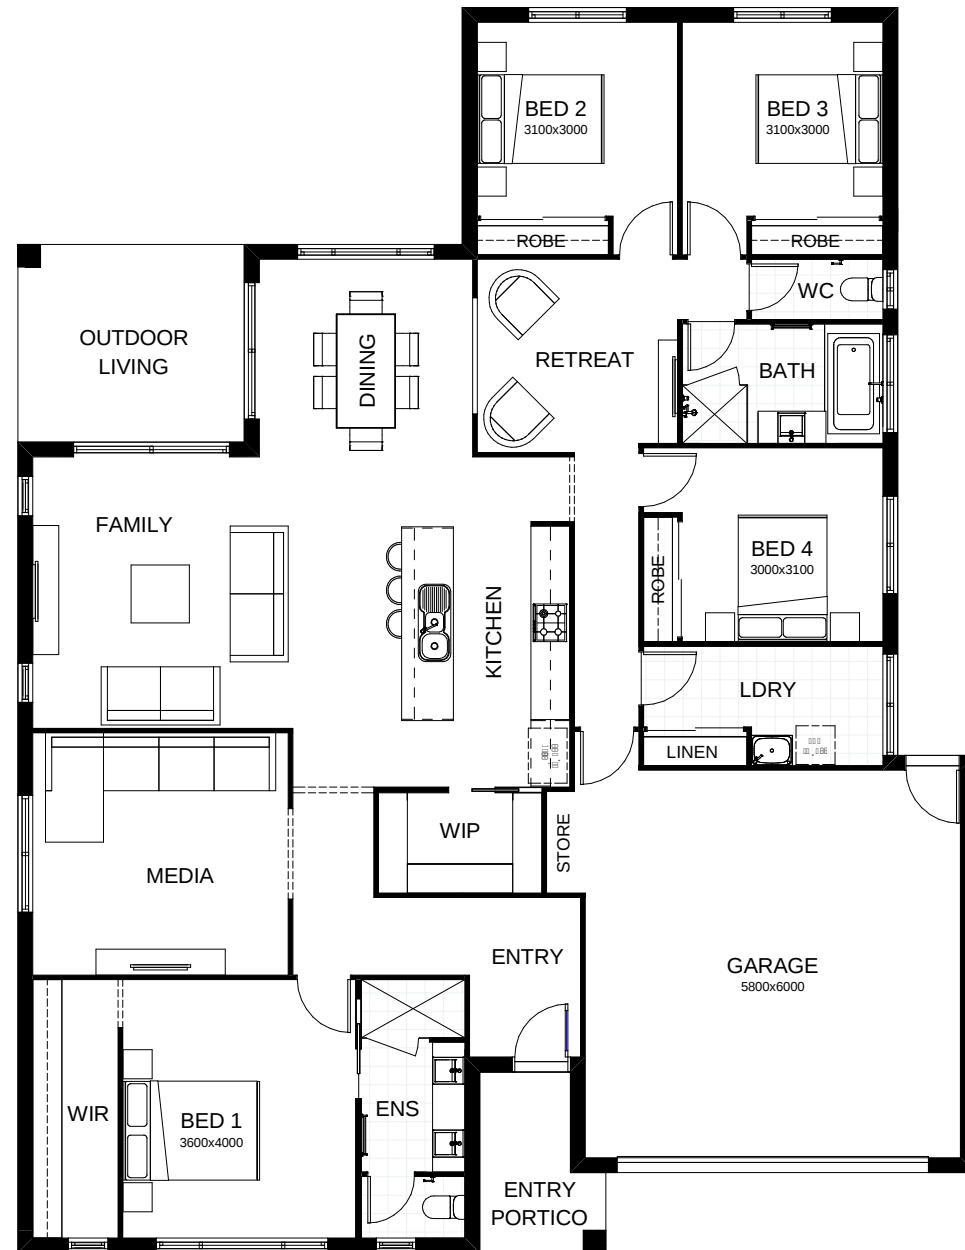 BED 2
3100x3000
BED 3
3100x3000
ROBE
ROBE
WC
OUTDOOR
LIVING
DINING
RETREAT
BATH
FAMILY
KITCHEN
BED 4
3000x3100
ROBE
LDRY
LINEN
WIP
STORE
MEDIA
ENTRY
GARAGE
5800x6000
WIR
BED 1
3600x4000
ENS
ENTRY
PORTICO